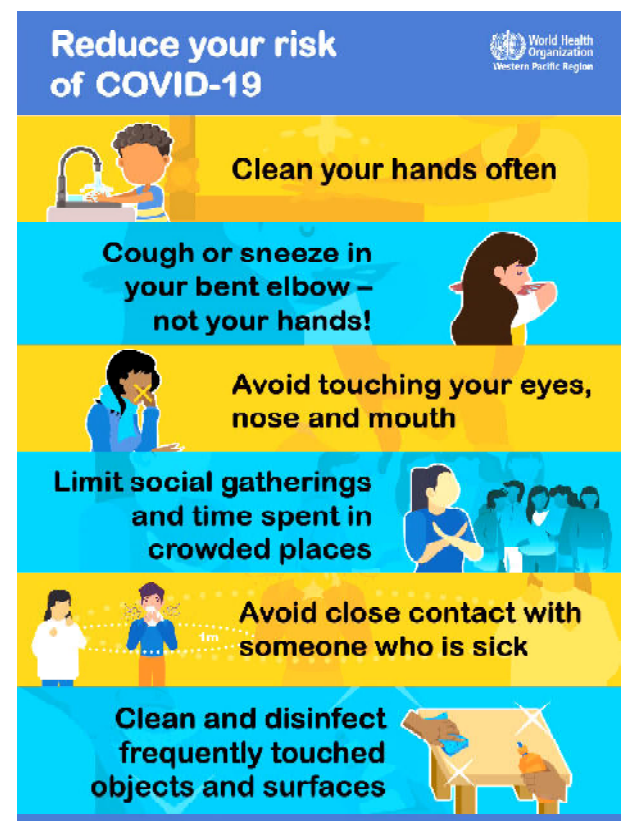 Reduce your risk
of COVID-19
World Health
Organization
Western Pacific Region
Clean your hands often
Cough or sneeze in
your bent elbow –
not your hands!
Avoid touching your eyes,
nose and mouth
Limit social gatherings
and time spent in
crowded places
1m
Avoid close contact with
someone who is sick
Clean and disinfect
frequently touched
objects and surfaces